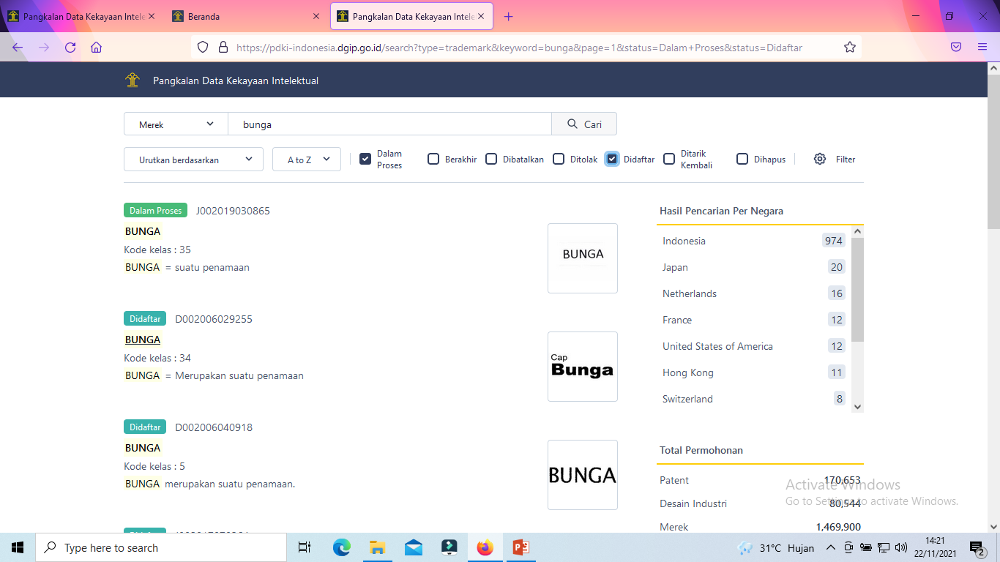 Pangkalan Data Kekayaan Intele
Beranda
Pangkalan Data Kekayaan Intele
https://pdki-indonesia.dgip.go.id/search?type=trademark&keyword=bunga&page=1&status=Dalam+Proses&status=Didaftar
Pangkalan Data Kekayaan Intelektual
Merek
bunga
Cari
Urutkan berdasarkan
A to Z
Dalam Proses
Berakhir
Dibatalkan
Ditolak
Didaftar
Ditarik Kembali
Dihapus
Filter
Dalam Proses J002019030865
BUNGA
Kode kelas : 35
BUNGA = suatu penamaan
BUNGA
Didaftar D002006029255
BUNGA
Kode kelas : 34
BUNGA = Merupakan suatu penamaan
Cap
Bunga
Didaftar D002006040918
BUNGA
Kode kelas : 5
BUNGA merupakan suatu penamaan.
BUNGA
Hasil Pencarian Per Negara
Indonesia 974
Japan 20
Netherlands 16
France 12
United States of America 12
Hong Kong 11
Switzerland 8
Total Permohonan
Patent 170,653
Desain Industri 80,544
Merek 1,469,900
Activate Windows
Go to Settings to activate Windows.
Type here to search
31°C Hujan
14:21
22/11/2021
2